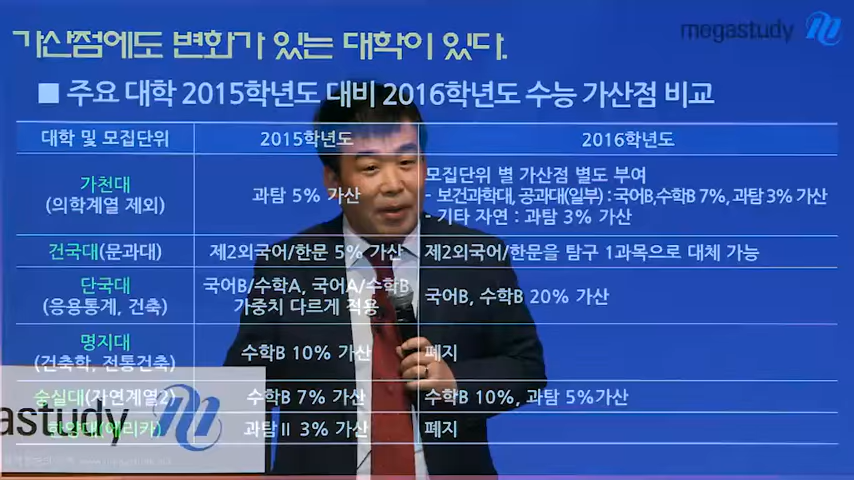 가산점에도 변화가 있는 대학이 있다.
megastudy
■ 주요 대학 2015학년도 대비 2016학년도 수능 가산점 비교
대학 및 모집단위 2015학년도 2016학년도
가천대
(의학계열 제외)
과탐 5% 가산
모집단위 별 가산점 별도 부여
- 보건과학대, 공과대(일부) : 국어B,수학B 7%, 과탐 3% 가산
- 기타 자연 : 과탐 3% 가산
건국대(문과대) 제2외국어/한문 5% 가산 제2외국어/한문을 탐구 1과목으로 대체 가능
단국대
(응용통계, 건축)
국어B/수학A, 국어A/수학B
가중치 다르게 적용
국어B, 수학B 20% 가산
명지대
(건축학, 전통건축)
수학B 10% 가산 폐지
숭실대(자연계열2) 수학B 7% 가산 수학B 10%, 과탐 5%가산
한양대(에리카) 과탐Ⅱ 3% 가산 폐지
astudy